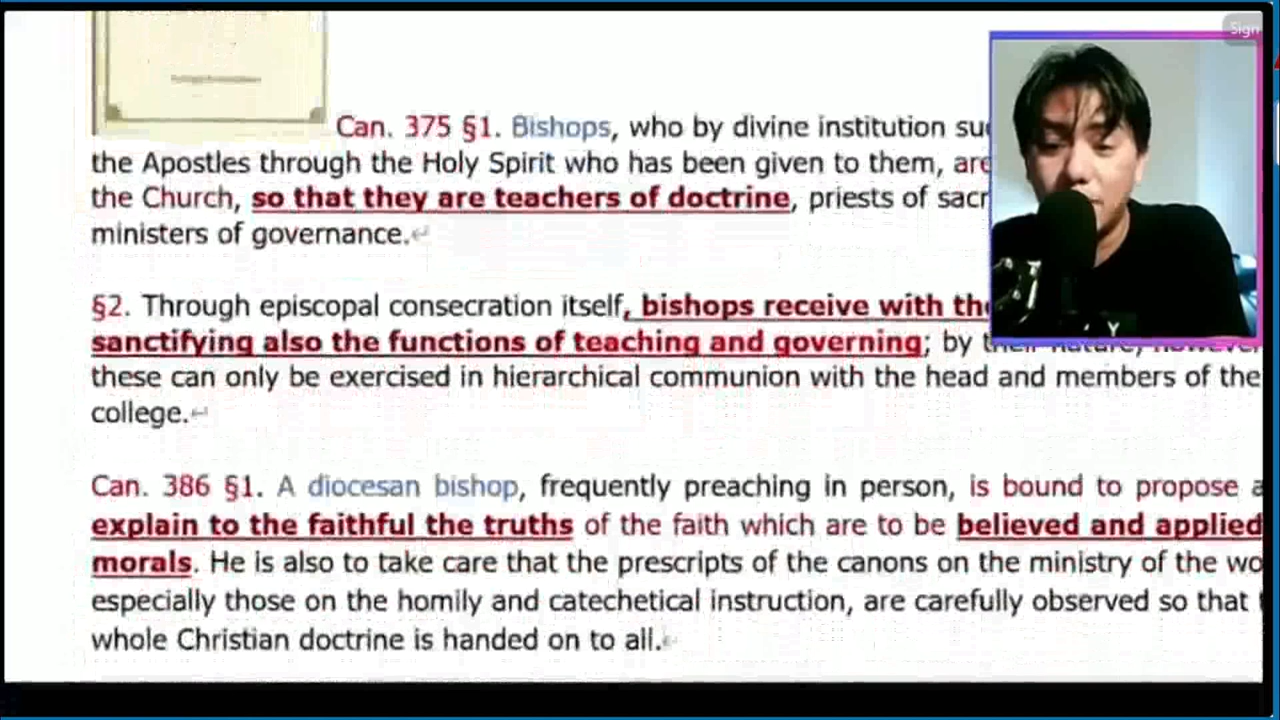 Sign
Can. 375 §1. Bishops, who by divine institution
the Apostles through the Holy Spirit who has been given to them,
the Church, so that they are teachers of doctrine, priests of
ministers of governance.
§2. Through episcopal consecration itself, bishops receive with
sanctifying also the functions of teaching and governing; by their nature, however
these can only be exercised in hierarchical communion with the head and members of the
college.
Can. 386 §1. A diocesan bishop, frequently preaching in person, is bound to propose
explain to the faithful the truths of the faith which are to be believed and applied
morals. He is also to take care that the prescripts of the canons on the ministry of the
especially those on the homily and catechetical instruction, are carefully observed so that
whole Christian doctrine is handed on to all.